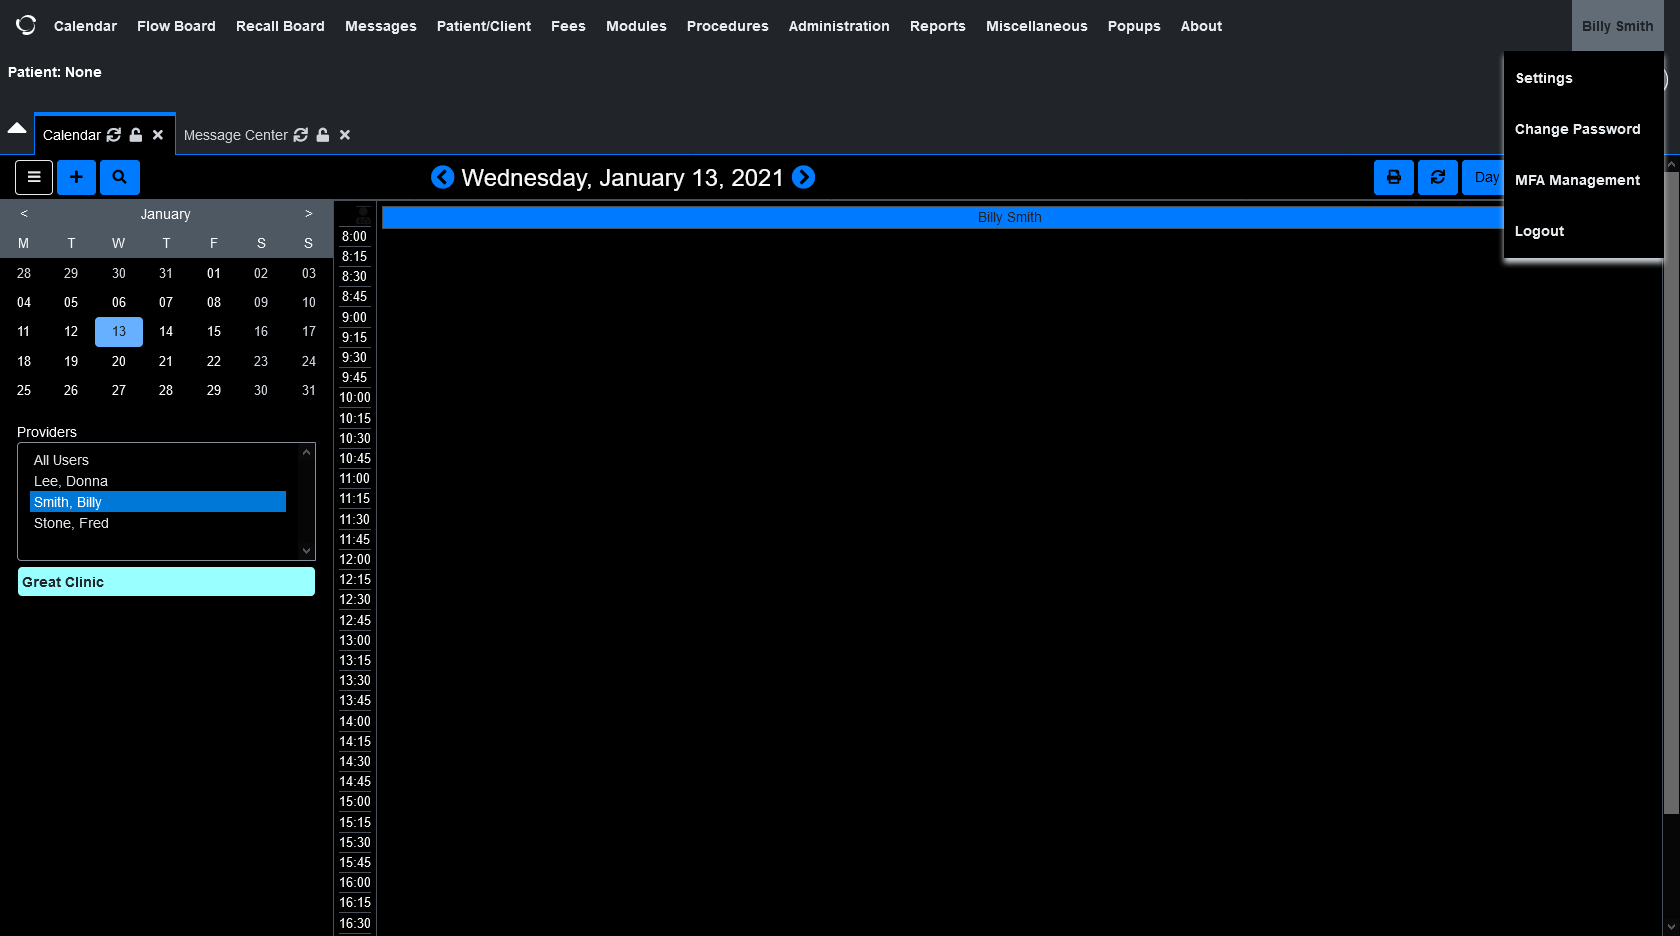 Calendar Flow Board Recall Board Messages Patient/Client Fees Modules Procedures Administration Reports Miscellaneous Popups About Billy Smith
Patient: None
Settings
Change Password
MFA Management
Logout
Calendar Message Center
Wednesday, January 13, 2021 Day
< January >
M T W T F S S
28 29 30 31 01 02 03
04 05 06 07 08 09 10
11 12 13 14 15 16 17
18 19 20 21 22 23 24
25 26 27 28 29 30 31
Providers
All Users
Lee, Donna
Smith, Billy
Stone, Fred
Great Clinic
Billy Smith
8:00
8:15
8:30
8:45
9:00
9:15
9:30
9:45
10:00
10:15
10:30
10:45
11:00
11:15
11:30
11:45
12:00
12:15
12:30
12:45
13:00
13:15
13:30
13:45
14:00
14:15
14:30
14:45
15:00
15:15
15:30
15:45
16:00
16:15
16:30